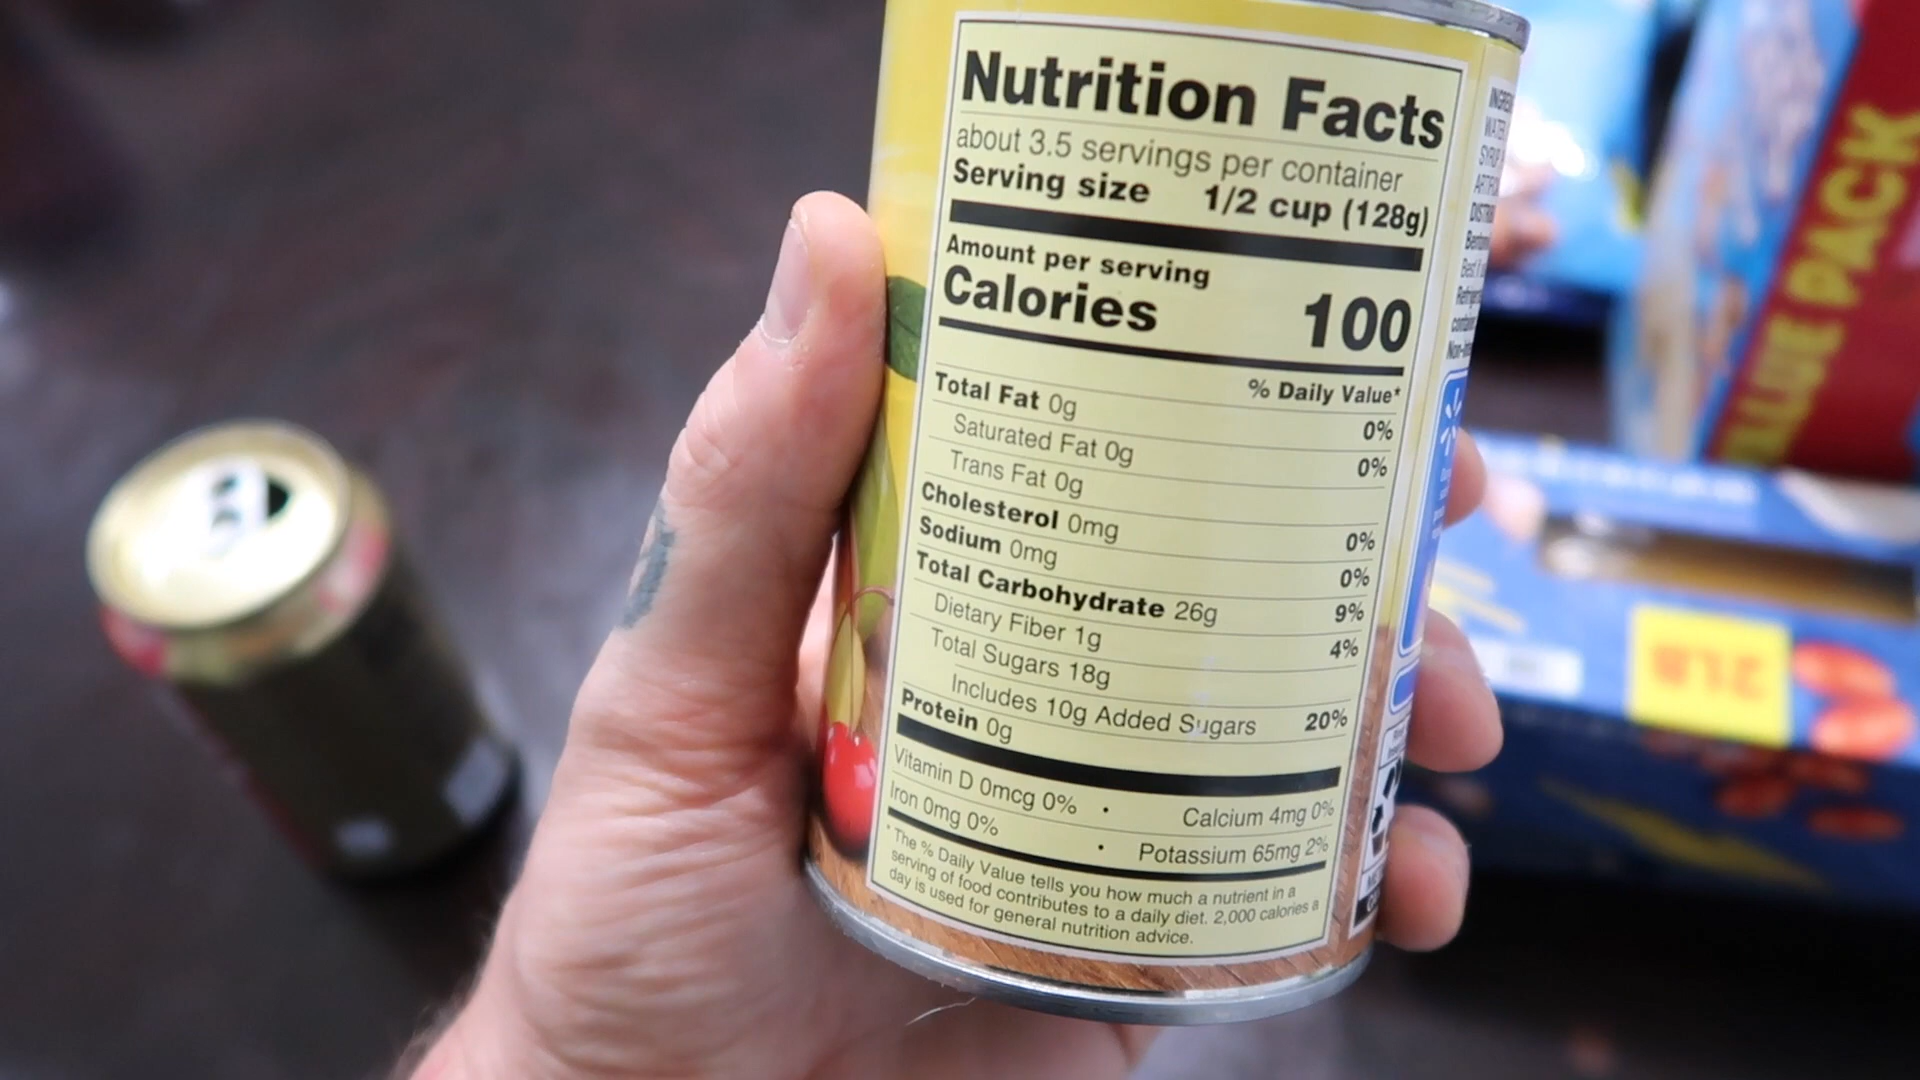 Nutrition Facts
about 3.5 servings per container
Serving size 1/2 cup (128g)
Amount per serving
Calories 100
% Daily Value*
Total Fat 0g 0%
Saturated Fat 0g 0%
Trans Fat 0g
Cholesterol 0mg 0%
Sodium 0mg 0%
Total Carbohydrate 26g 9%
Dietary Fiber 1g 4%
Total Sugars 18g
Includes 10g Added Sugars 20%
Protein 0g
Vitamin D 0mcg 0% • Calcium 4mg 0%
Iron 0mg 0% • Potassium 65mg 2%
* The % Daily Value tells you how much a nutrient in a
serving of food contributes to a daily diet. 2,000 calories a
day is used for general nutrition advice.
VALUE PACK
2LB